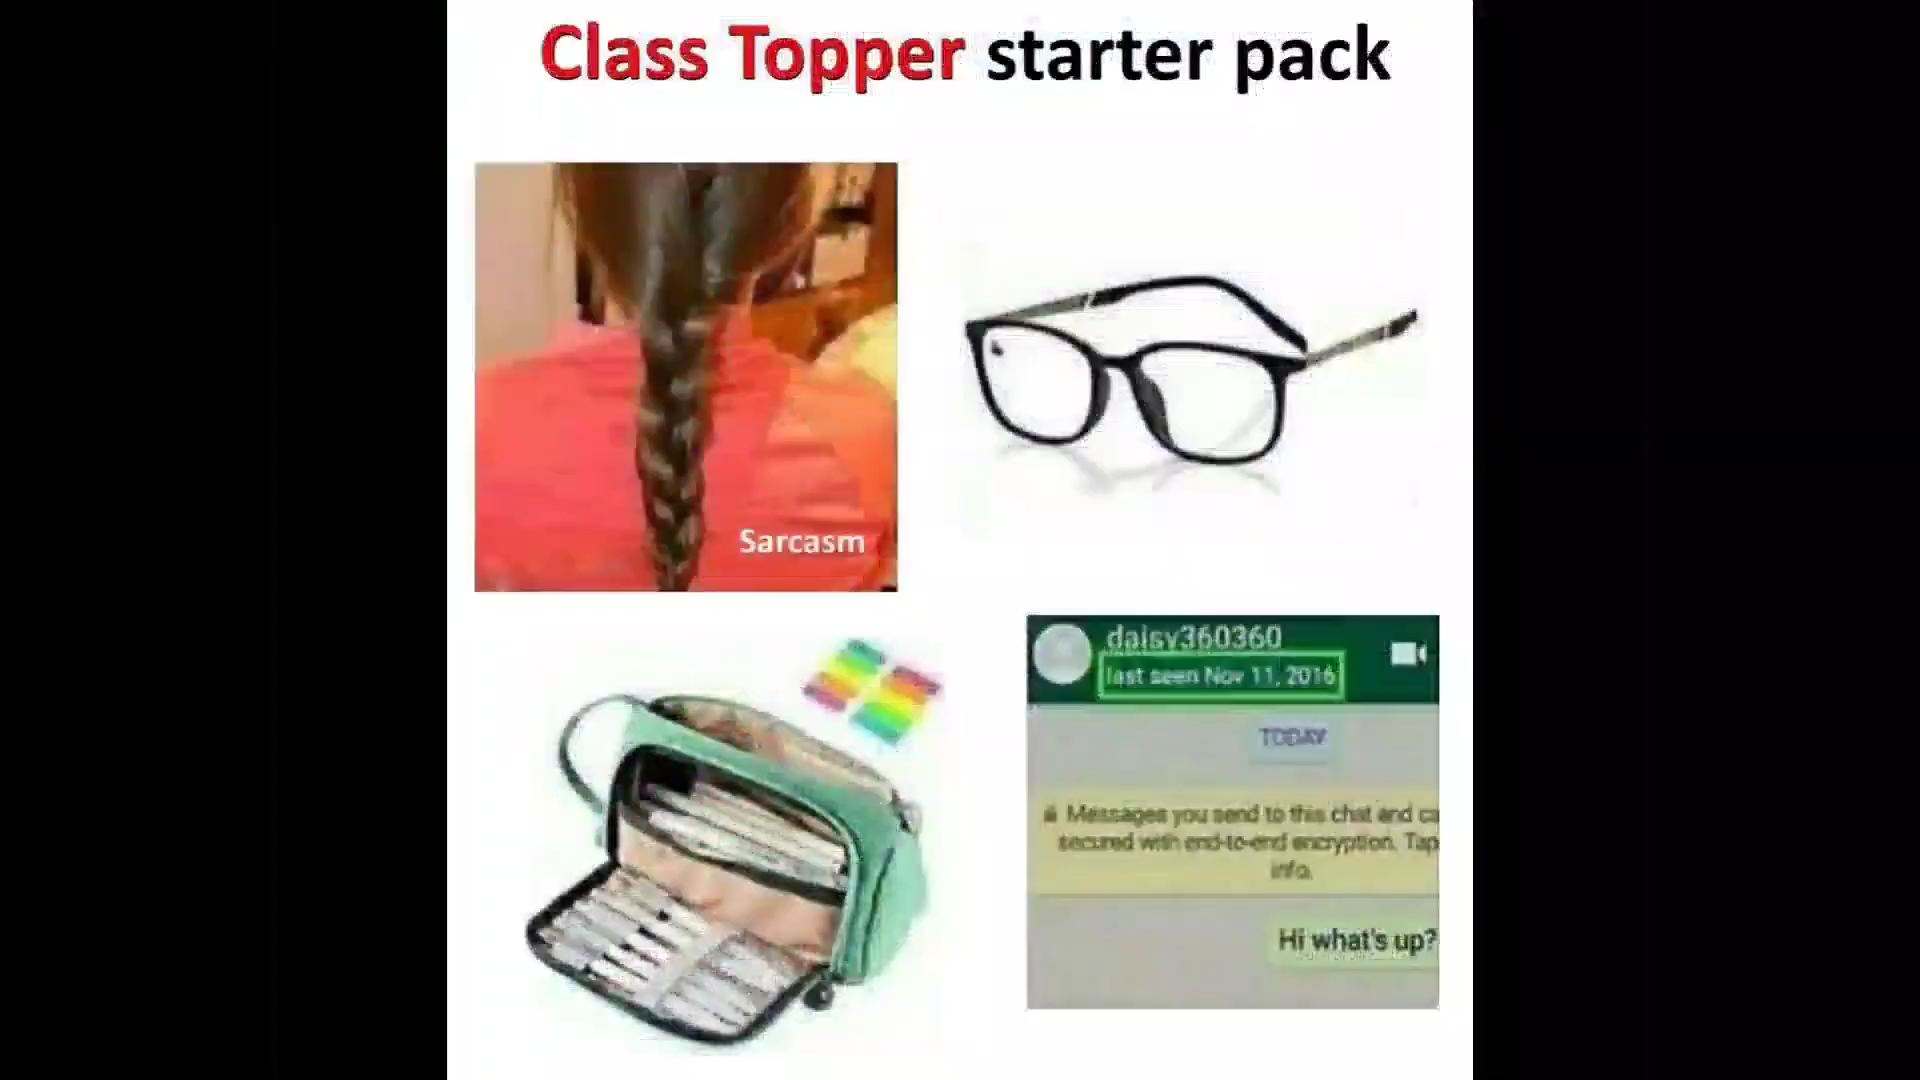 Class Topper starter pack
Sarcasm
daisy360360
last seen Nov 11, 2016
TODAY
Messages you send to this chat and ca
secured with end-to-end encryption. Tap
info.
Hi what's up?